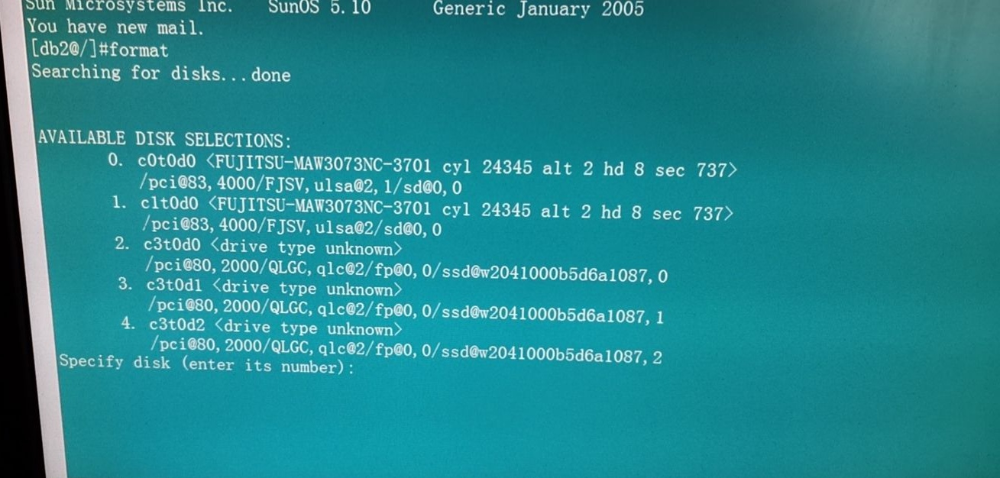 Sun Microsystems Inc.    SunOS 5.10       Generic January 2005
You have new mail.
[db2@/]#format
Searching for disks...done
AVAILABLE DISK SELECTIONS:
0. c0t0d0 <FUJITSU-MAW3073NC-3701 cyl 24345 alt 2 hd 8 sec 737>
/pci@83,4000/FJSV,ulsa@2,1/sd@0,0
1. c1t0d0 <FUJITSU-MAW3073NC-3701 cyl 24345 alt 2 hd 8 sec 737>
/pci@83,4000/FJSV,ulsa@2/sd@0,0
2. c3t0d0 <drive type unknown>
/pci@80,2000/QLGC,qlc@2/fp@0,0/ssd@w2041000b5d6a1087,0
3. c3t0d1 <drive type unknown>
/pci@80,2000/QLGC,qlc@2/fp@0,0/ssd@w2041000b5d6a1087,1
4. c3t0d2 <drive type unknown>
/pci@80,2000/QLGC,qlc@2/fp@0,0/ssd@w2041000b5d6a1087,2
Specify disk (enter its number):